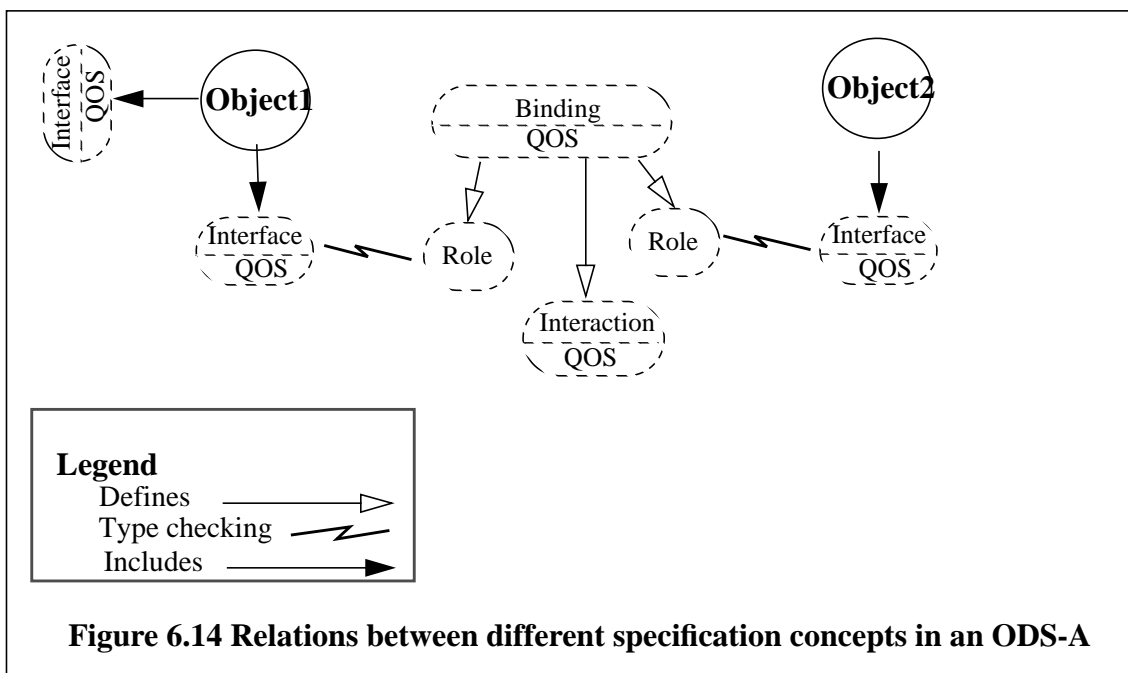 Interface
QOS
Object1
Binding
QOS
Object2
Interface
QOS
Role
Role
Interface
QOS
Interaction
QOS
Legend
Defines
Type checking
Includes
Figure 6.14 Relations between different specification concepts in an ODS-A